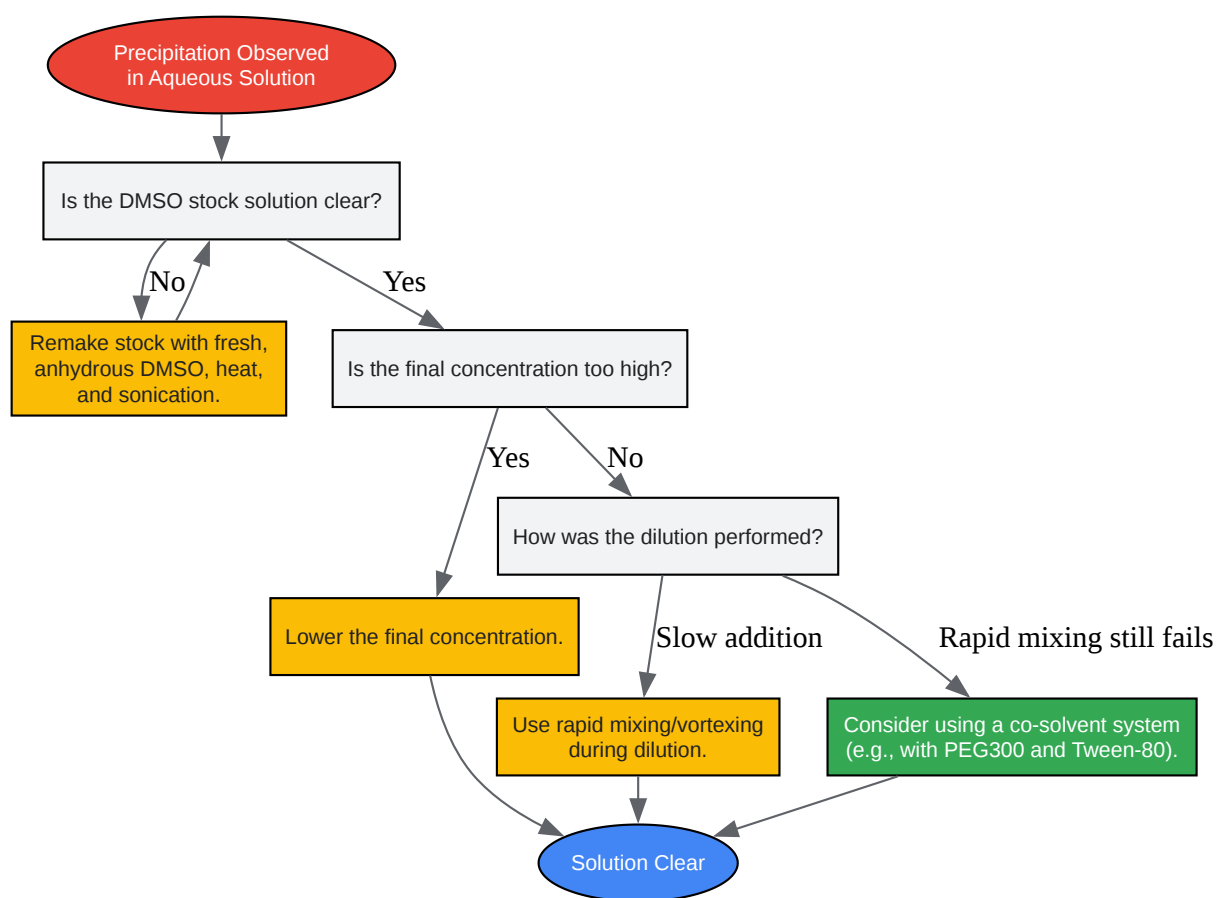 Precipitation Observed
in Aqueous Solution
Is the DMSO stock solution clear?
No
Yes
Remake stock with fresh,
anhydrous DMSO, heat,
and sonication.
Is the final concentration too high?
Yes
No
How was the dilution performed?
Lower the final concentration.
Slow addition
Rapid mixing still fails
Use rapid mixing/vortexing
during dilution.
Consider using a co-solvent system
(e.g., with PEG300 and Tween-80).
Solution Clear